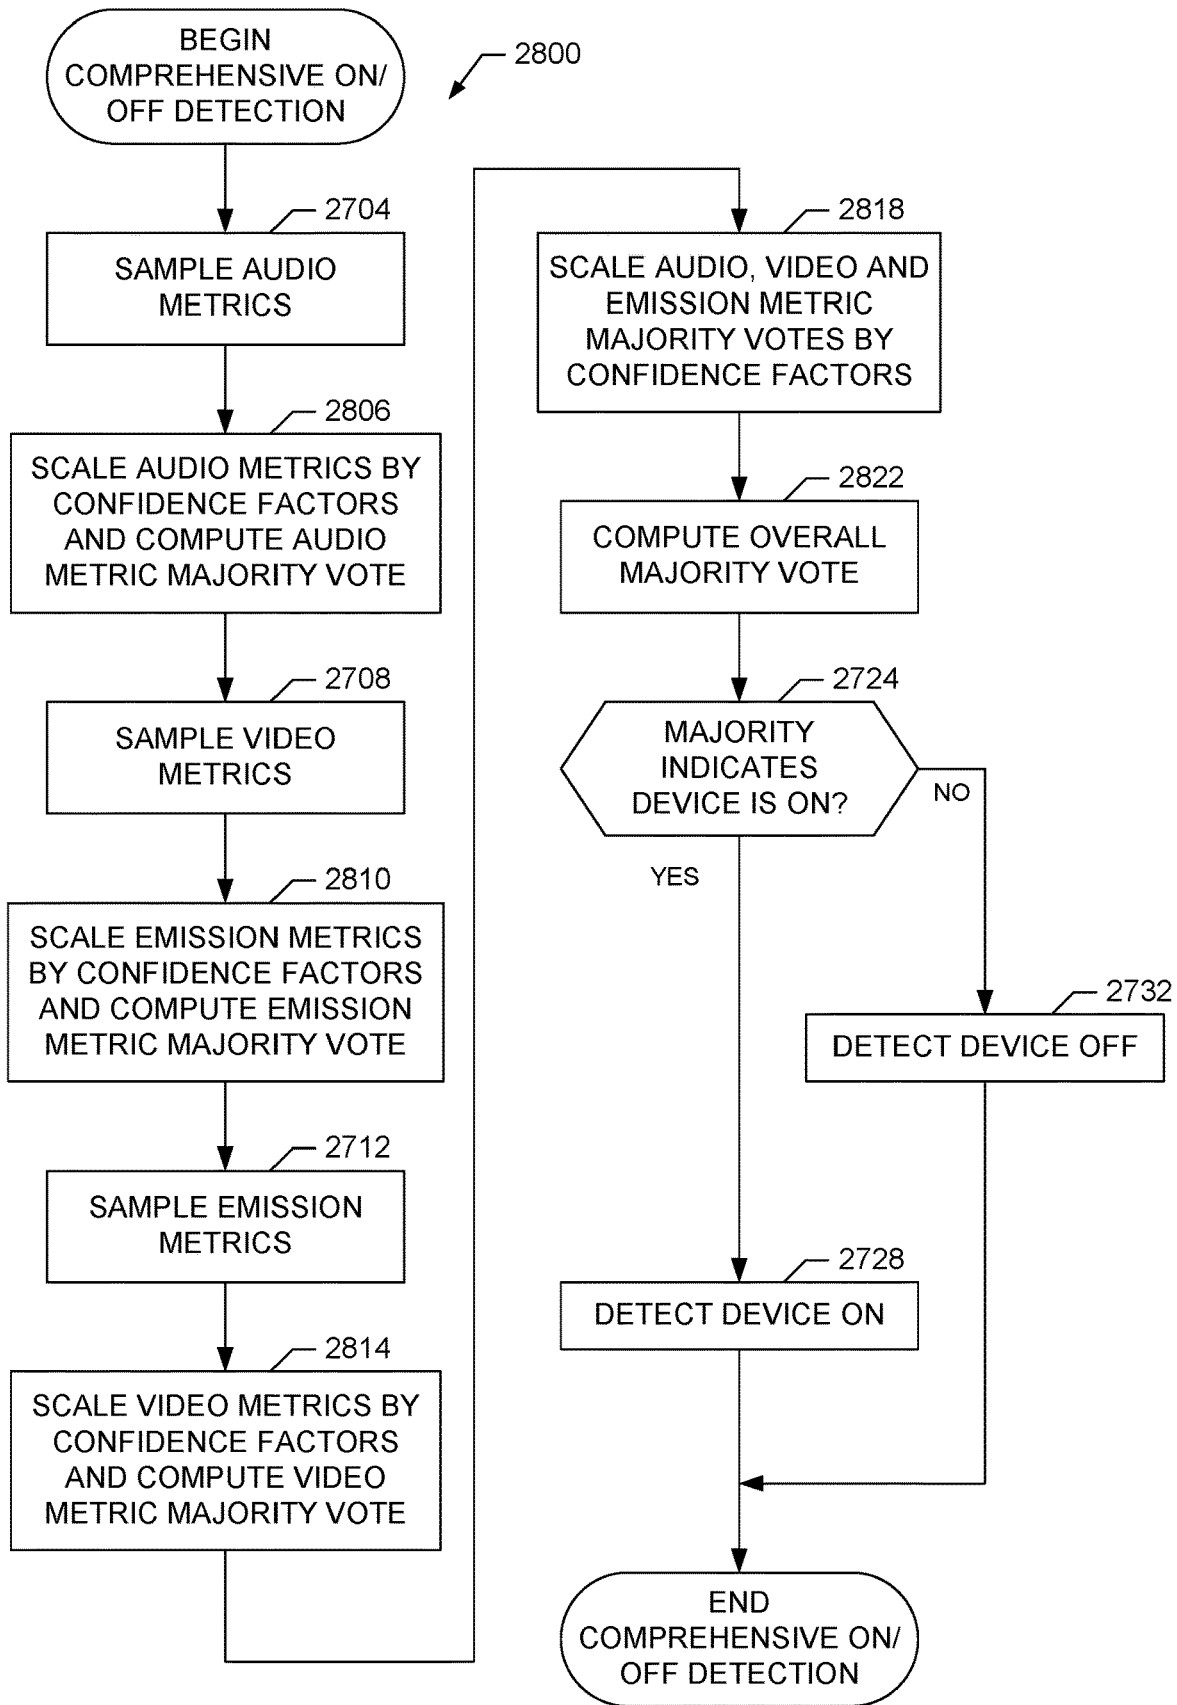 BEGIN
COMPREHENSIVE ON/
OFF DETECTION
2800
2704
SAMPLE AUDIO
METRICS
2806
SCALE AUDIO METRICS BY
CONFIDENCE FACTORS
AND COMPUTE AUDIO
METRIC MAJORITY VOTE
2708
SAMPLE VIDEO
METRICS
2810
SCALE EMISSION METRICS
BY CONFIDENCE FACTORS
AND COMPUTE EMISSION
METRIC MAJORITY VOTE
2712
SAMPLE EMISSION
METRICS
2814
SCALE VIDEO METRICS BY
CONFIDENCE FACTORS
AND COMPUTE VIDEO
METRIC MAJORITY VOTE
2818
SCALE AUDIO, VIDEO AND
EMISSION METRIC
MAJORITY VOTES BY
CONFIDENCE FACTORS
2822
COMPUTE OVERALL
MAJORITY VOTE
2724
MAJORITY
INDICATES
DEVICE IS ON?
NO
YES
2732
DETECT DEVICE OFF
2728
DETECT DEVICE ON
END
COMPREHENSIVE ON/
OFF DETECTION